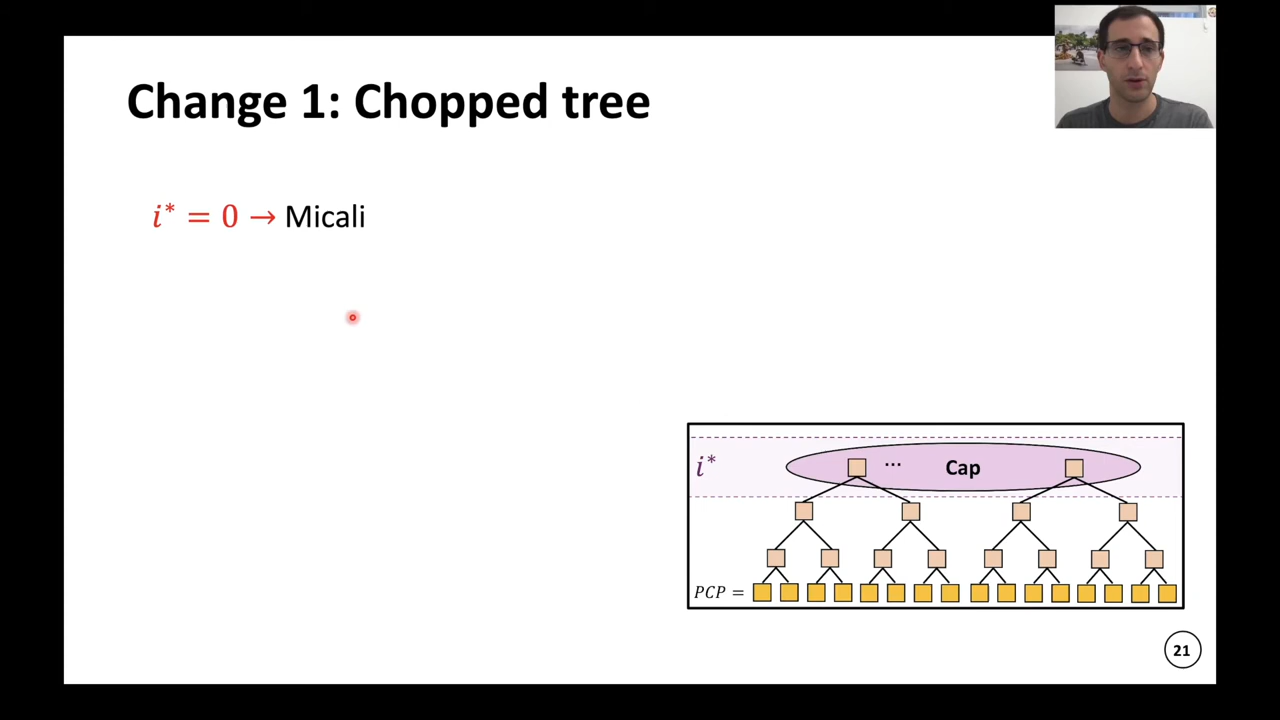 Change 1: Chopped tree
i* = 0 → Micali
i*
... Cap
PCP =
21